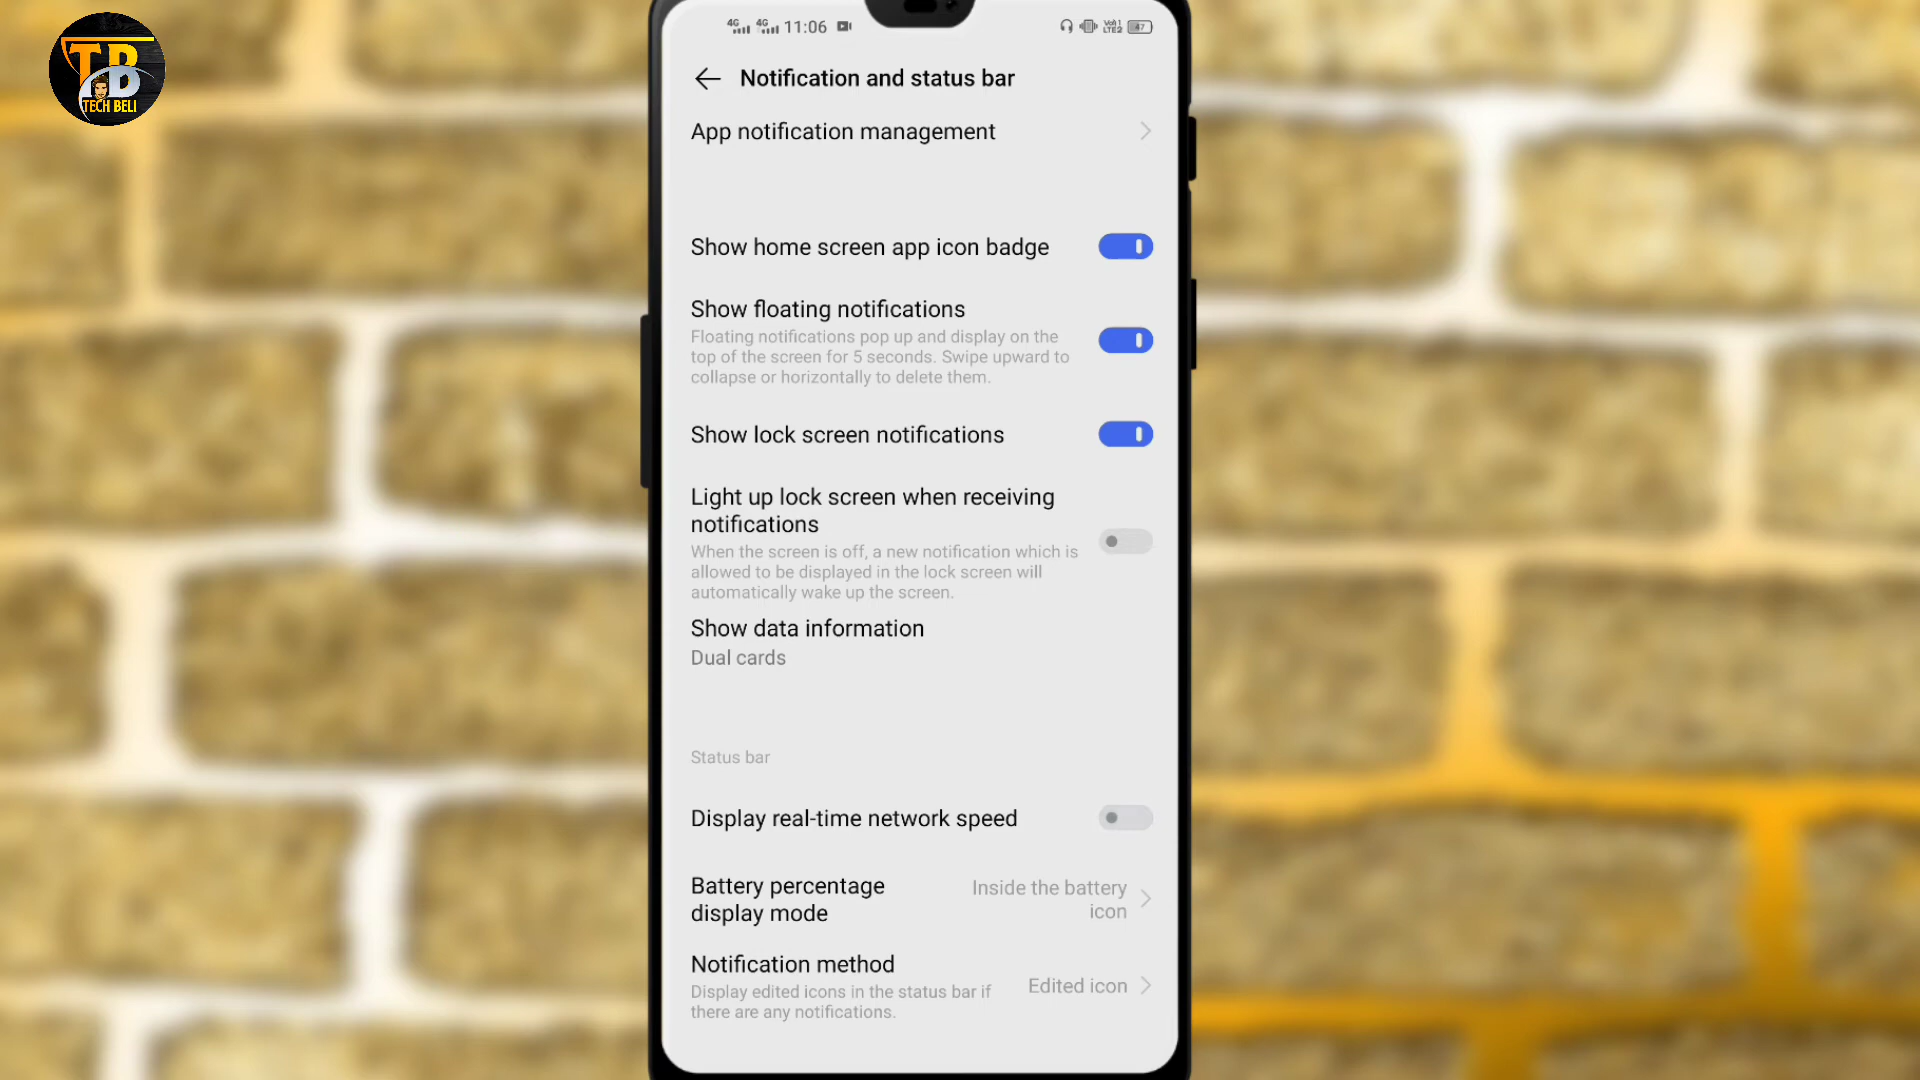 TB
TECH BELI
4G 4G 11:06
VoI1 LTE2 47
Notification and status bar
App notification management
Show home screen app icon badge
Show floating notifications
Floating notifications pop up and display on the
top of the screen for 5 seconds. Swipe upward to
collapse or horizontally to delete them.
Show lock screen notifications
Light up lock screen when receiving
notifications
When the screen is off, a new notification which is
allowed to be displayed in the lock screen will
automatically wake up the screen.
Show data information
Dual cards
Status bar
Display real-time network speed
Battery percentage
display mode
Inside the battery
icon
Notification method
Display edited icons in the status bar if
there are any notifications.
Edited icon